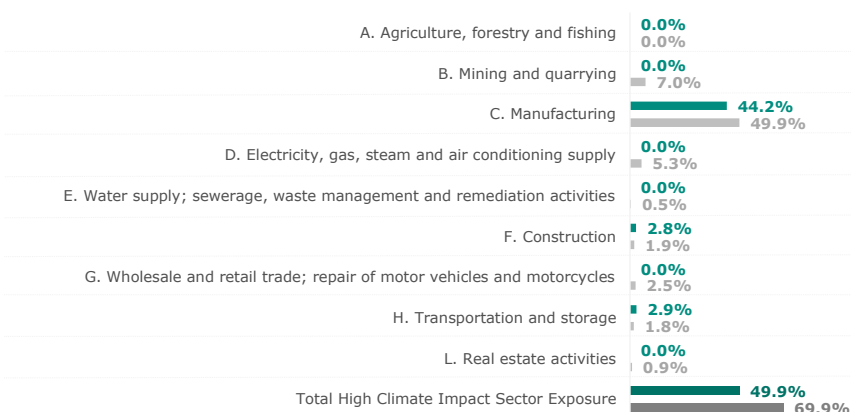 A. Agriculture, forestry and fishing 0.0%
0.0%
B. Mining and quarrying 0.0%
7.0%
C. Manufacturing 44.2%
49.9%
D. Electricity, gas, steam and air conditioning supply 0.0%
5.3%
E. Water supply; sewerage, waste management and remediation activities 0.0%
0.5%
F. Construction 2.8%
1.9%
G. Wholesale and retail trade; repair of motor vehicles and motorcycles 0.0%
2.5%
H. Transportation and storage 2.9%
1.8%
L. Real estate activities 0.0%
0.9%
Total High Climate Impact Sector Exposure 49.9%
69.9%